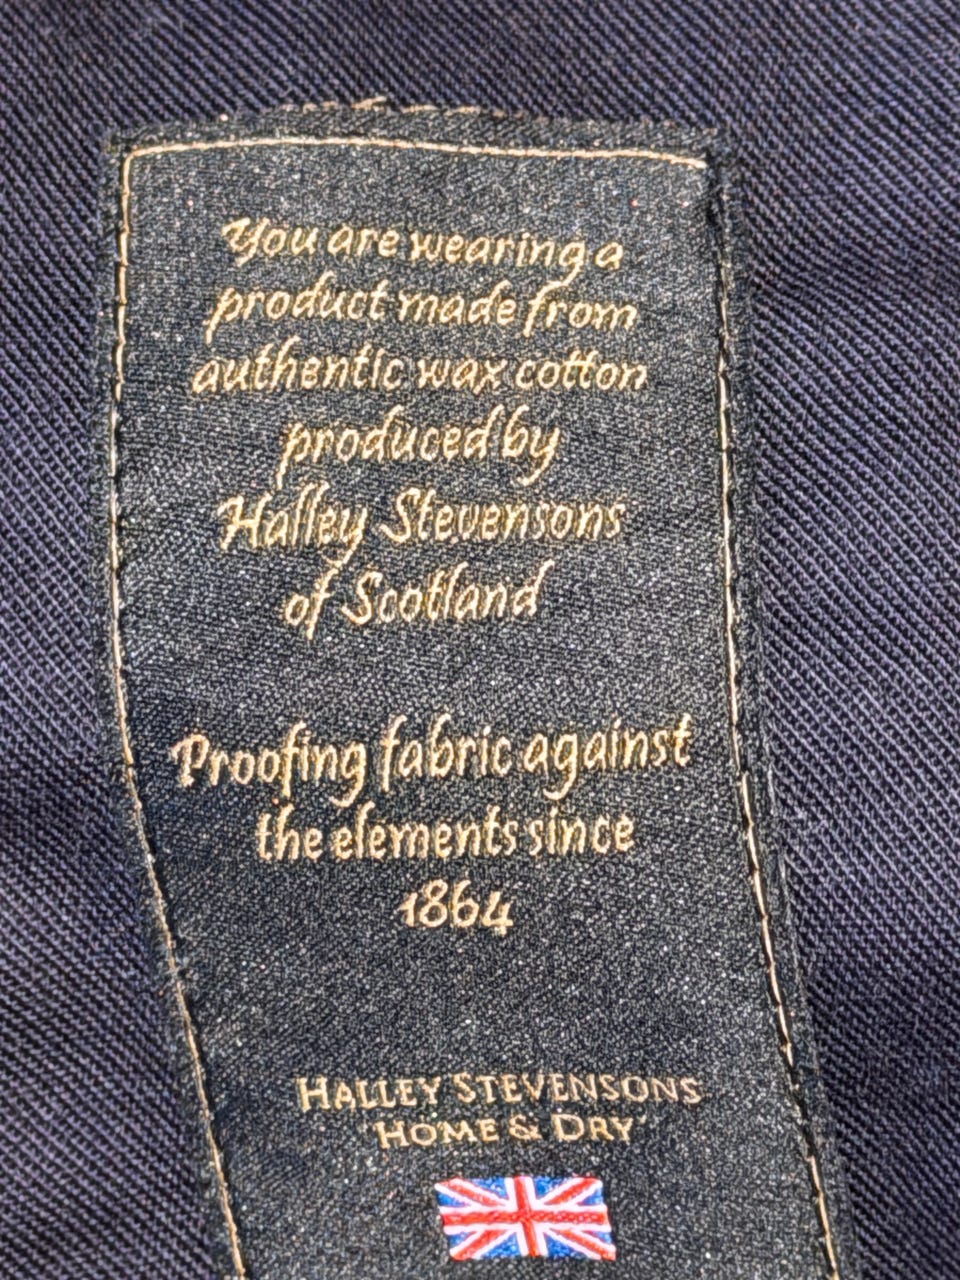 You are wearing a
product made from
authentic wax cotton
produced by
Halley Stevensons
of Scotland
Proofing fabric against
the elements since
1864
HALLEY STEVENSONS
HOME & DRY